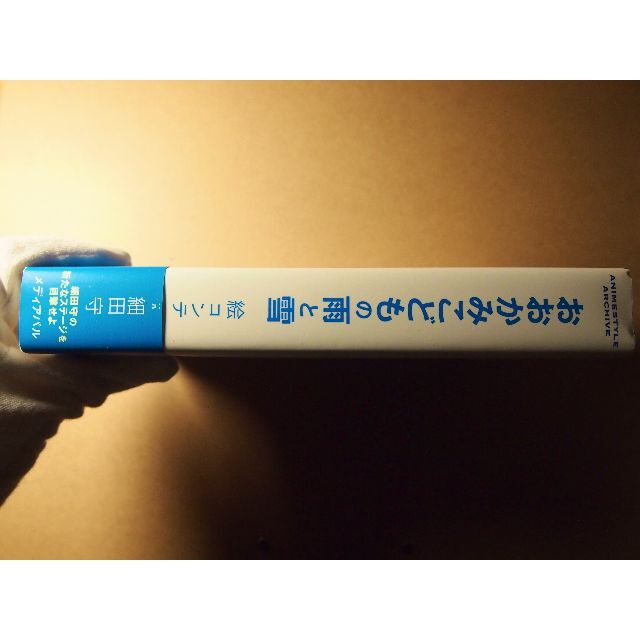 ANIMESTYLE
ARCHIVE
おおかみこどもの雨と雪
絵コンテ
細田守
細田守の
新たなステージを
目撃せよ
メディアパル